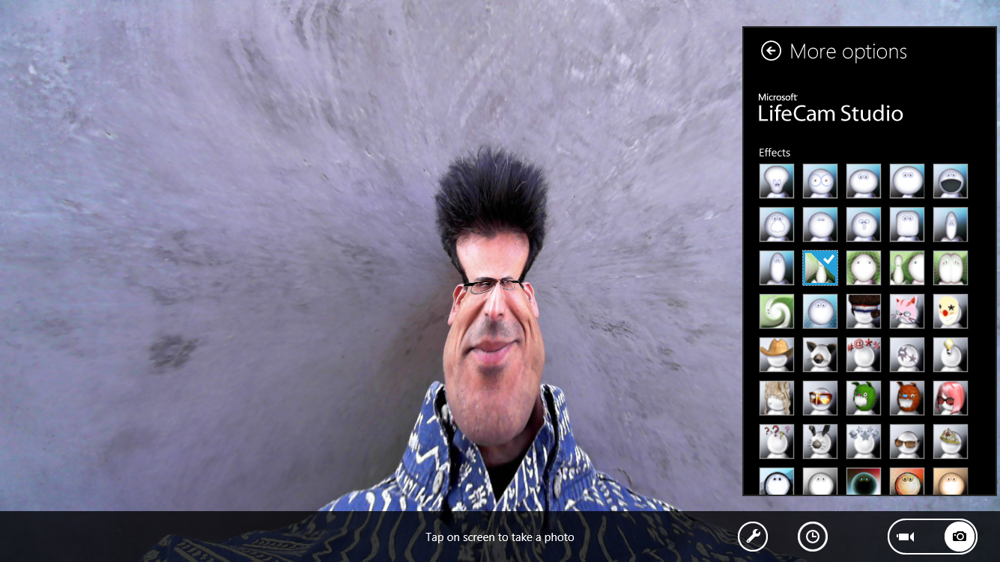 More options
Microsoft
LifeCam Studio
Effects
#@*%
? ? ?
Tap on screen to take a photo